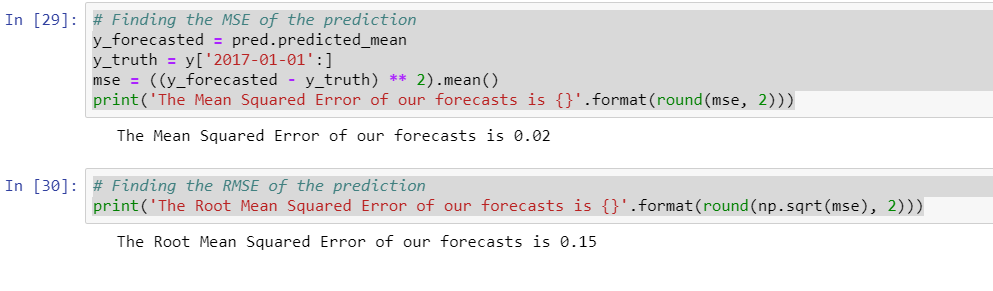 In [29]: # Finding the MSE of the prediction
y_forecasted = pred.predicted_mean
y_truth = y['2017-01-01':]
mse = ((y_forecasted - y_truth) ** 2).mean()
print('The Mean Squared Error of our forecasts is {}'.format(round(mse, 2)))
The Mean Squared Error of our forecasts is 0.02
In [30]: # Finding the RMSE of the prediction
print('The Root Mean Squared Error of our forecasts is {}'.format(round(np.sqrt(mse), 2)))
The Root Mean Squared Error of our forecasts is 0.15